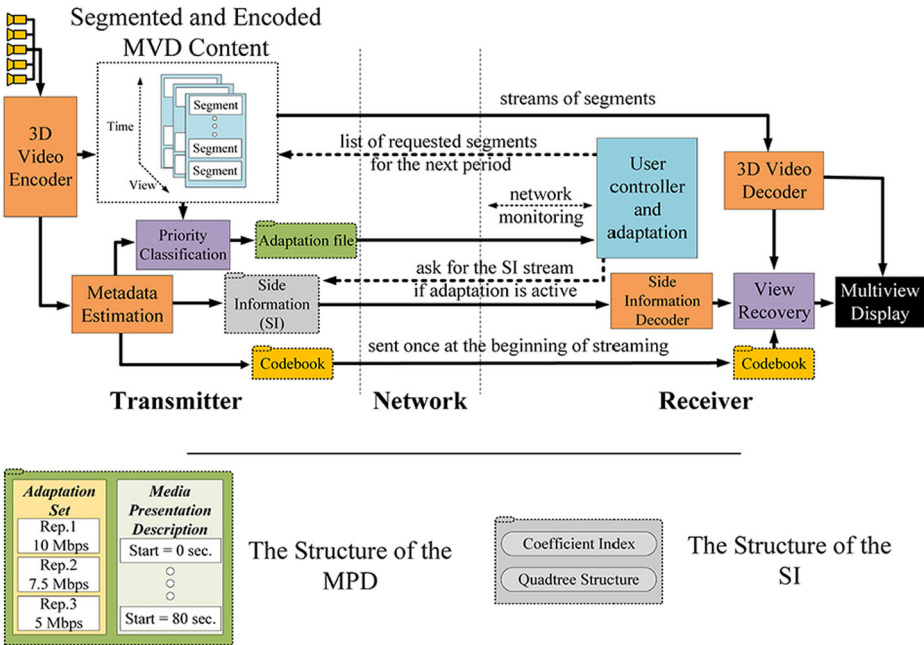 Segmented and Encoded
MVD Content
3D
Video
Encoder
Time
View
Segment
Segment
Segment
streams of segments
list of requested segments
for the next period
network
monitoring
User
controller
and
adaptation
3D Video
Decoder
Priority
Classification
Adaptation file
ask for the SI stream
if adaptation is active
Metadata
Estimation
Side
Information
(SI)
Side
Information
Decoder
View
Recovery
Multiview
Display
Codebook
sent once at the beginning of streaming
Codebook
Transmitter
Network
Receiver
Adaptation
Set
Rep.1
10 Mbps
Rep.2
7.5 Mbps
Rep.3
5 Mbps
Media
Presentation
Description
Start = 0 sec.
Start = 80 sec.
The Structure of the
MPD
Coefficient Index
Quadtree Structure
The Structure of the
SI